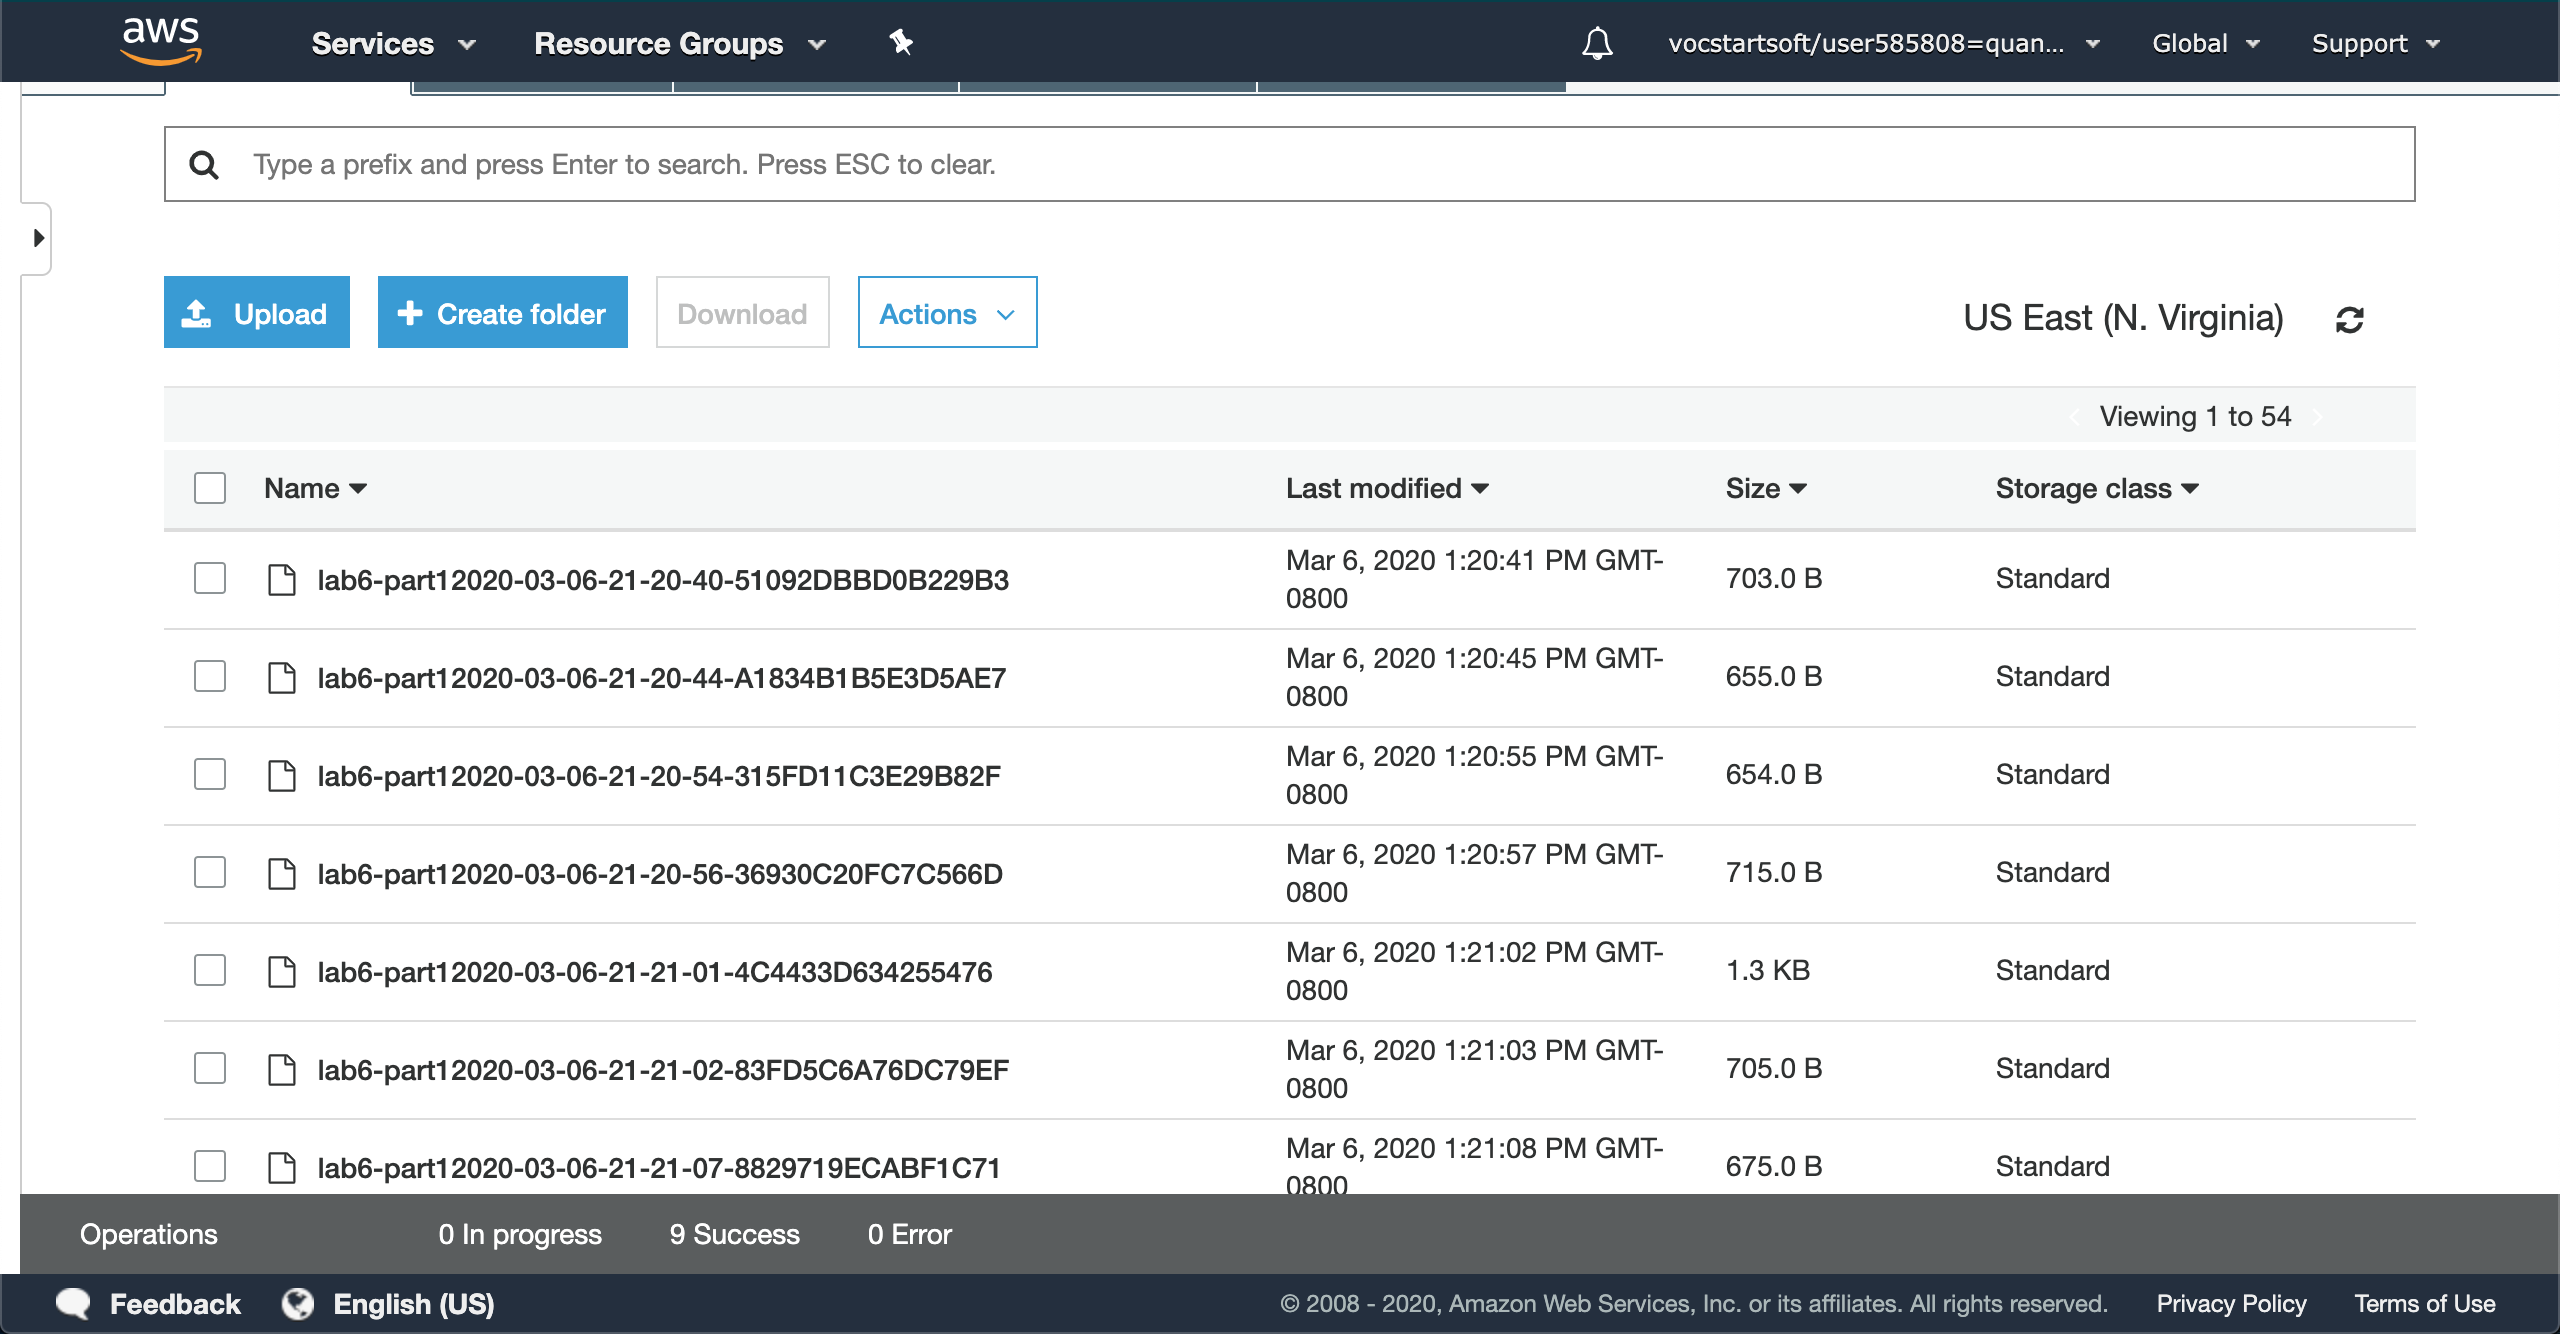 aws Services Resource Groups vocstartsoft/user585808=quan... Global Support
Type a prefix and press Enter to search. Press ESC to clear.
Upload Create folder Download Actions US East (N. Virginia)
Viewing 1 to 54
Name Last modified Size Storage class
lab6-part12020-03-06-21-20-40-51092DBBD0B229B3 Mar 6, 2020 1:20:41 PM GMT- 703.0 B Standard
0800
lab6-part12020-03-06-21-20-44-A1834B1B5E3D5AE7 Mar 6, 2020 1:20:45 PM GMT- 655.0 B Standard
0800
lab6-part12020-03-06-21-20-54-315FD11C3E29B82F Mar 6, 2020 1:20:55 PM GMT- 654.0 B Standard
0800
lab6-part12020-03-06-21-20-56-36930C20FC7C566D Mar 6, 2020 1:20:57 PM GMT- 715.0 B Standard
0800
lab6-part12020-03-06-21-21-01-4C4433D634255476 Mar 6, 2020 1:21:02 PM GMT- 1.3 KB Standard
0800
lab6-part12020-03-06-21-21-02-83FD5C6A76DC79EF Mar 6, 2020 1:21:03 PM GMT- 705.0 B Standard
0800
lab6-part12020-03-06-21-21-07-8829719ECABF1C71 Mar 6, 2020 1:21:08 PM GMT- 675.0 B Standard
0800
Operations 0 In progress 9 Success 0 Error
Feedback English (US) © 2008 - 2020, Amazon Web Services, Inc. or its affiliates. All rights reserved. Privacy Policy Terms of Use